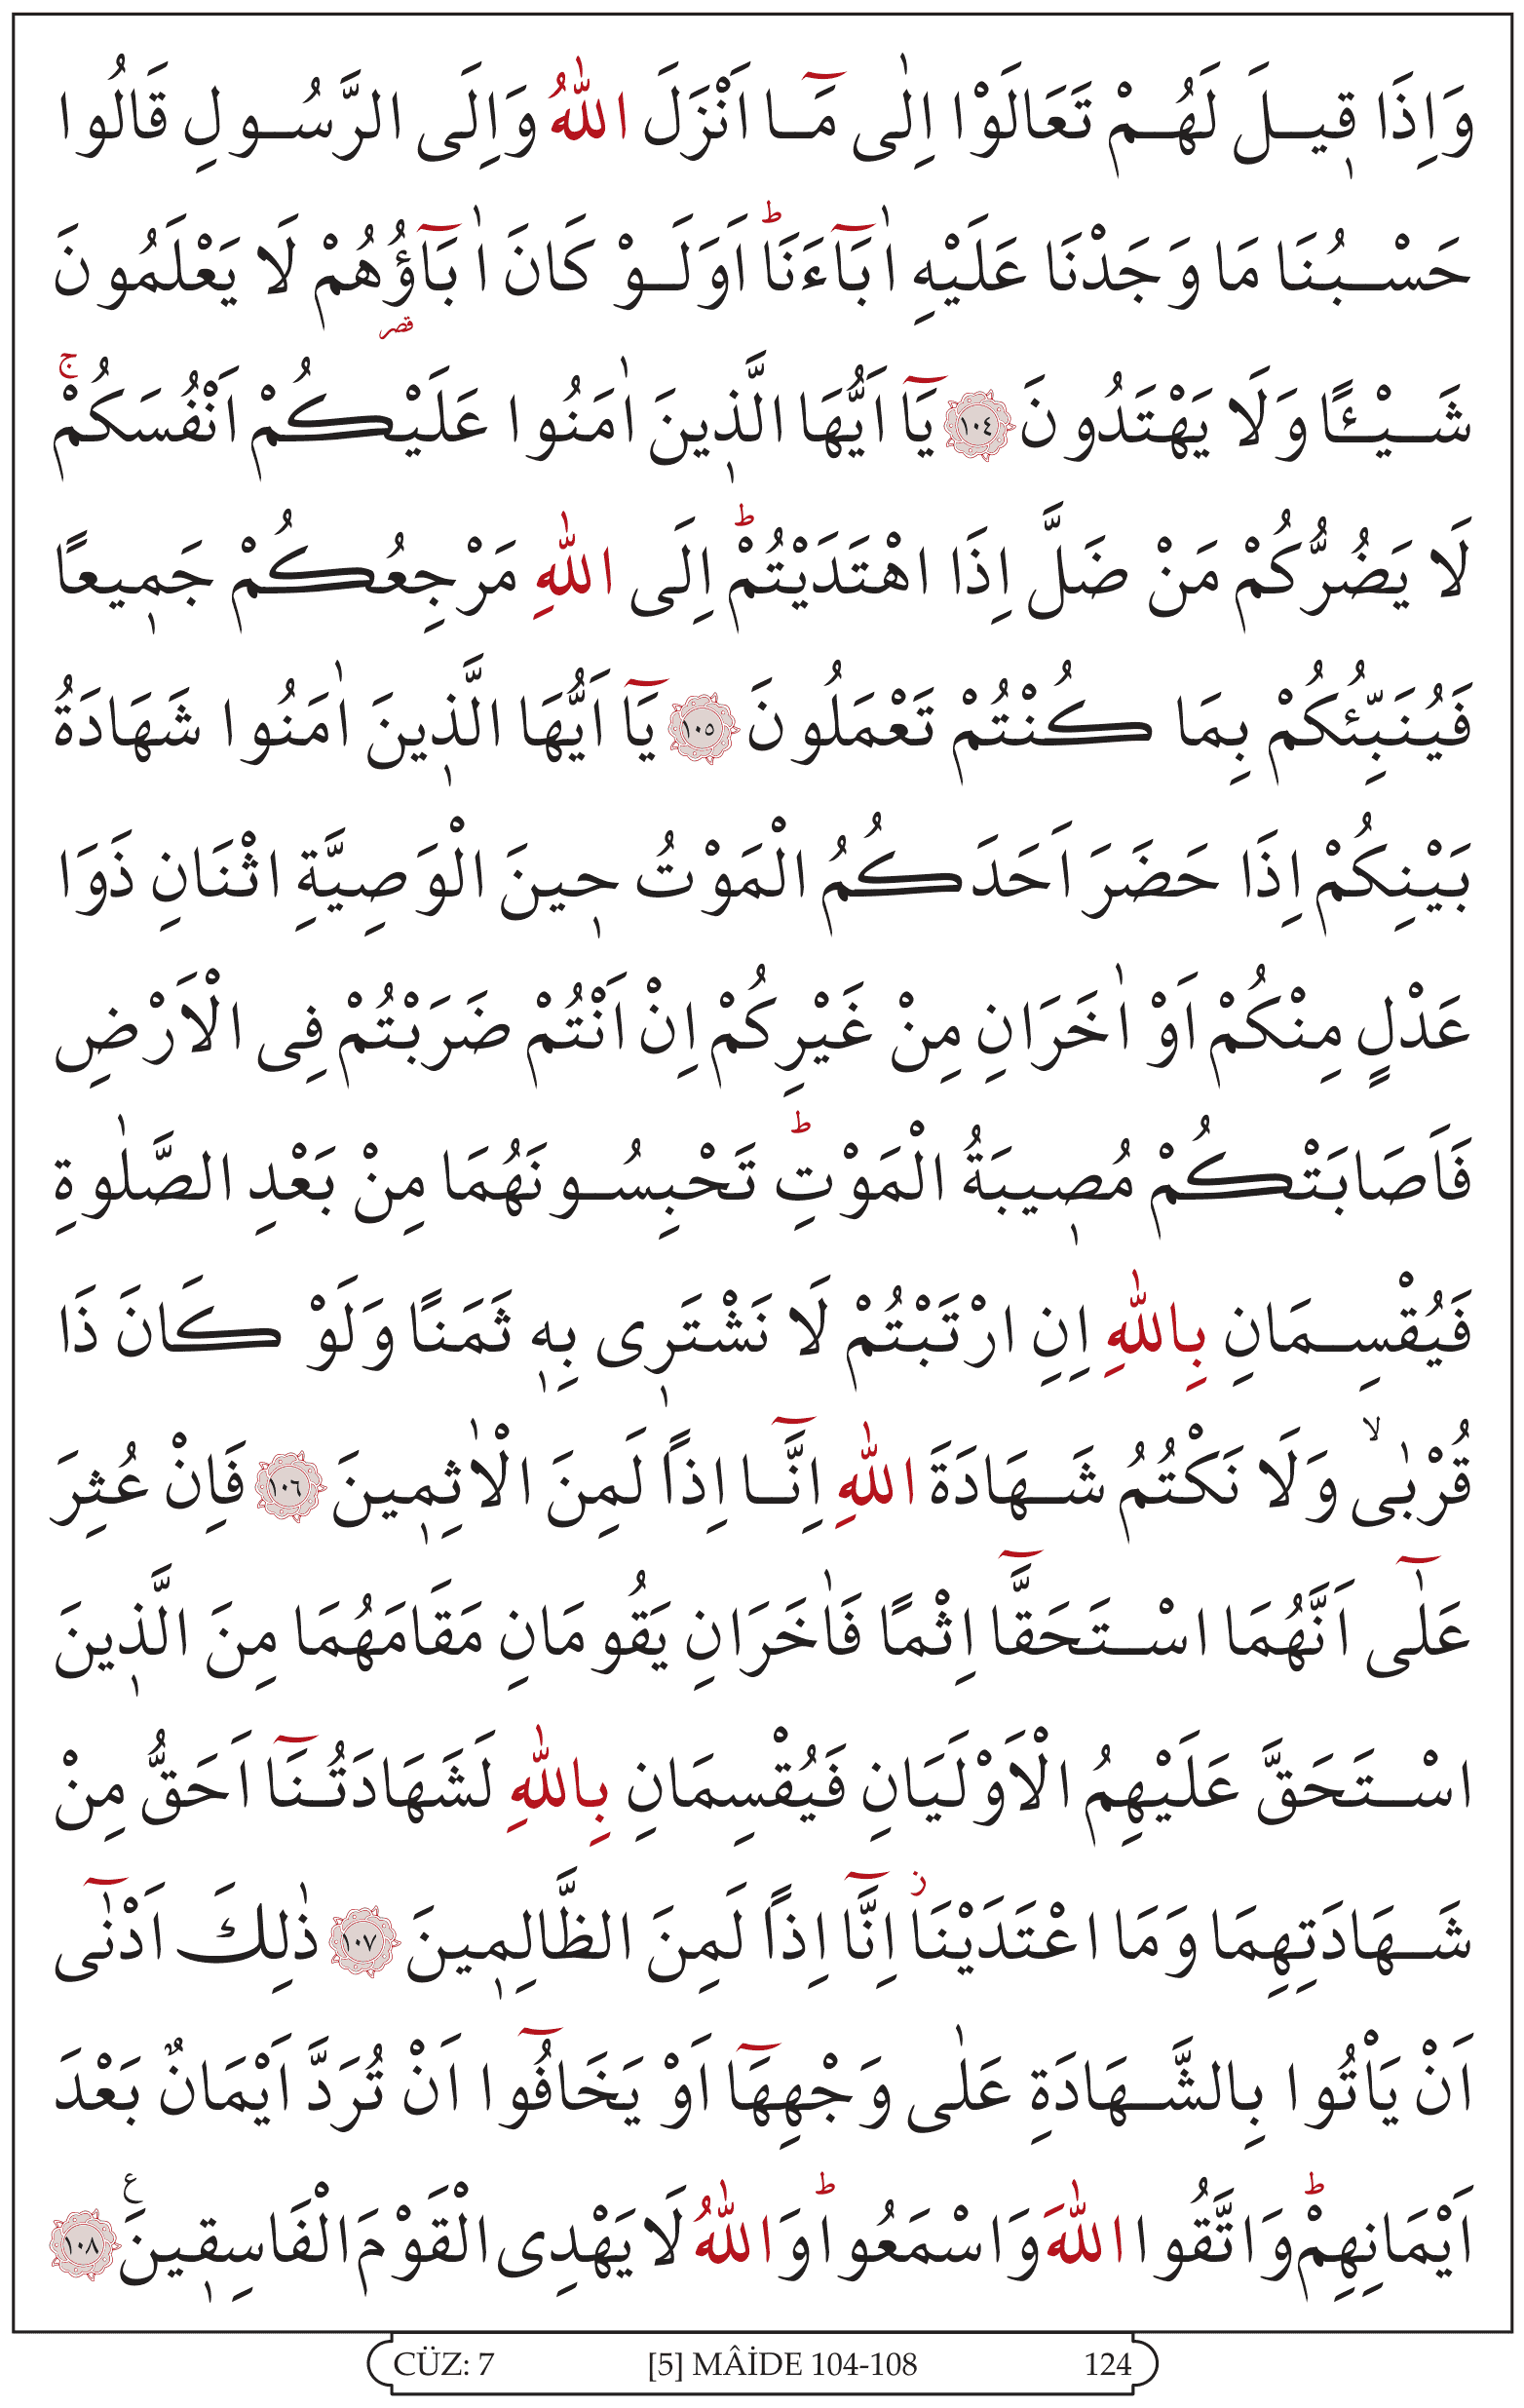 وَاِذَا قٖيلَ لَهُمْ تَعَالَوْا اِلٰى مَٓا اَنْزَلَ اللّٰهُ وَاِلَى الرَّسُولِ قَالُوا
حَسْبُنَا مَا وَجَدْنَا عَلَيْهِ اٰبَٓاءَنَاؕ اَوَلَوْ كَانَ اٰبَٓاؤُ۬هُمْ لَا يَعْلَمُونَ
قصر
شَيْـًٔا وَلَا يَهْتَدُونَ ﴿١٠٤﴾ يَٓا اَيُّهَا الَّذٖينَ اٰمَنُوا عَلَيْكُمْ اَنْفُسَكُمْۚ
لَا يَضُرُّكُمْ مَنْ ضَلَّ اِذَا اهْتَدَيْتُمْؕ اِلَى اللّٰهِ مَرْجِعُكُمْ جَمٖيعًا
فَيُنَبِّئُكُمْ بِمَا كُنْتُمْ تَعْمَلُونَ ﴿١٠٥﴾ يَٓا اَيُّهَا الَّذٖينَ اٰمَنُوا شَهَادَةُ
بَيْنِكُمْ اِذَا حَضَرَ اَحَدَكُمُ الْمَوْتُ حٖينَ الْوَصِيَّةِ اثْنَانِ ذَوَا
عَدْلٍ مِنْكُمْ اَوْ اٰخَرَانِ مِنْ غَيْرِكُمْ اِنْ اَنْتُمْ ضَرَبْتُمْ فِى الْاَرْضِ
فَاَصَابَتْكُمْ مُصٖيبَةُ الْمَوْتِؕ تَحْبِسُونَهُمَا مِنْ بَعْدِ الصَّلٰوةِ
فَيُقْسِمَانِ بِاللّٰهِ اِنِ ارْتَبْتُمْ لَا نَشْتَرٖى بِهٖ ثَمَنًا وَلَوْ كَانَ ذَا
قُرْبٰىۙ وَلَا نَكْتُمُ شَهَادَةَ اللّٰهِ اِنَّٓا اِذاً لَمِنَ الْاٰثِمٖينَ ﴿١٠٦﴾ فَاِنْ عُثِرَ
عَلٰٓى اَنَّهُمَا اسْتَحَقَّٓا اِثْمًا فَاٰخَرَانِ يَقُومَانِ مَقَامَهُمَا مِنَ الَّذٖينَ
اسْتَحَقَّ عَلَيْهِمُ الْاَوْلَيَانِ فَيُقْسِمَانِ بِاللّٰهِ لَشَهَادَتُنَٓا اَحَقُّ مِنْ
شَهَادَتِهِمَا وَمَا اعْتَدَيْنَاؗ اِنَّٓا اِذاً لَمِنَ الظَّالِمٖينَ ﴿١٠٧﴾ ذٰلِكَ اَدْنٰٓى
اَنْ يَأْتُوا بِالشَّهَادَةِ عَلٰى وَجْهِهَٓا اَوْ يَخَافُٓوا اَنْ تُرَدَّ اَيْمَانٌ بَعْدَ
اَيْمَانِهِمْؕ وَاتَّقُوا اللّٰهَ وَاسْمَعُواؕ وَاللّٰهُ لَا يَهْدِى الْقَوْمَ الْفَاسِقٖينَ ع ﴿١٠٨﴾
CÜZ: 7 [5] MÂİDE 104-108 124